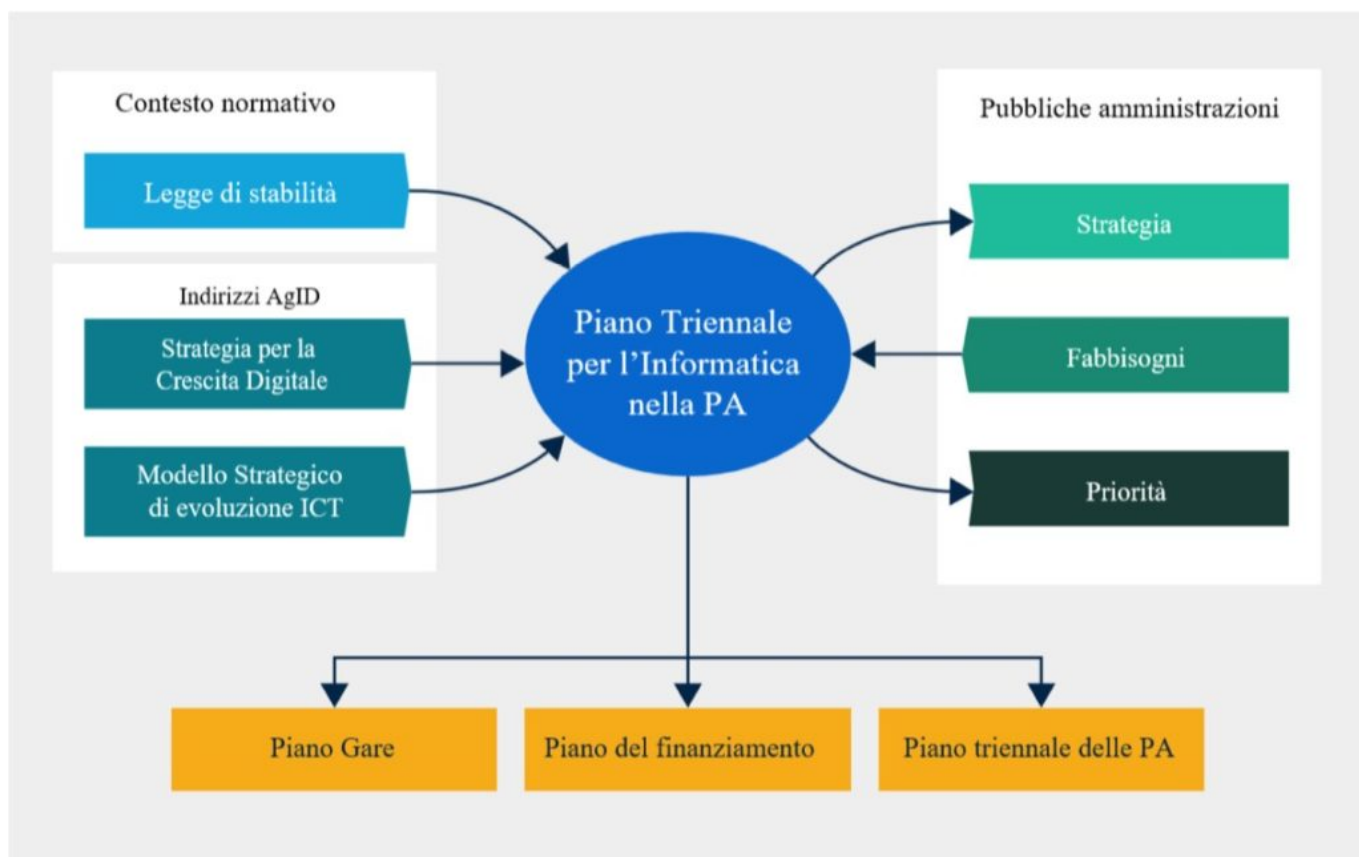 Contesto normativo
Legge di stabilità
Indirizzi AgID
Strategia per la
Crescita Digitale
Modello Strategico
di evoluzione ICT
Piano Triennale
per l’Informatica
nella PA
Pubbliche amministrazioni
Strategia
Fabbisogni
Priorità
Piano Gare
Piano del finanziamento
Piano triennale delle PA